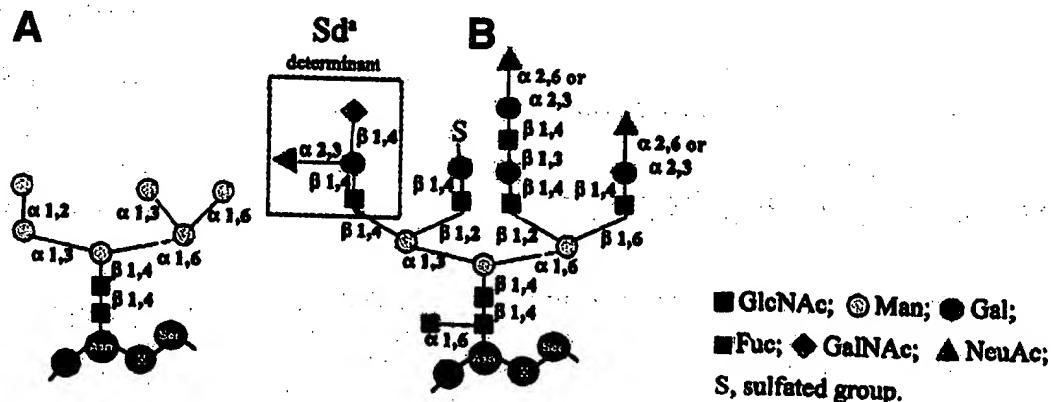 A
Sdª
determinant
B
α 2,6 or
α 2,3
β 1,4
β 1,3
β 1,4
α 2,6 or
α 2,3
β 1,4
S
β 1,4
β 1,4
α 2,3
β 1,4
α 1,2
α 1,3
α 1,6
α 1,3
α 1,6
β 1,4
β 1,4
Asn
Ser
β 1,4
β 1,2
β 1,2
β 1,6
α 1,3
α 1,6
β 1,4
β 1,4
α 1,6
Asn
Ser
GlcNAc; Man; Gal;
Fuc; GalNAc; NeuAc;
S, sulfated group.